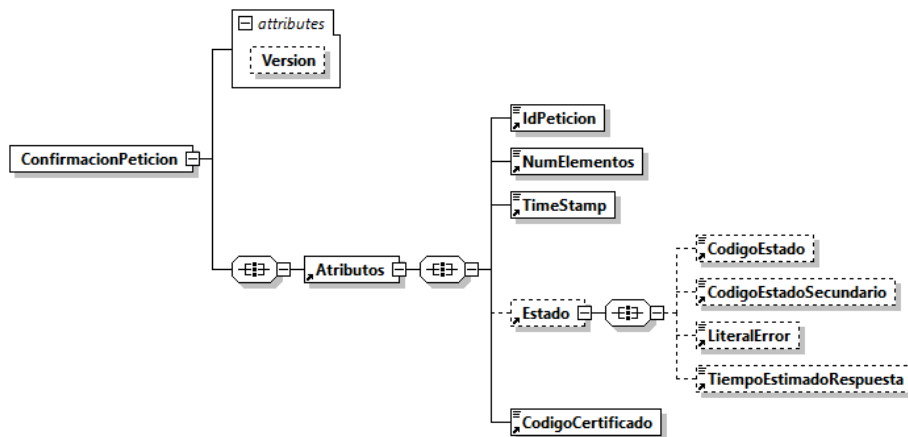 attributes
Version
ConfirmacionPeticion
Atributos
IdPeticion
NumElementos
TimeStamp
Estado
CodigoEstado
CodigoEstadoSecundario
LiteralError
TiempoEstimadoRespuesta
CodigoCertificado